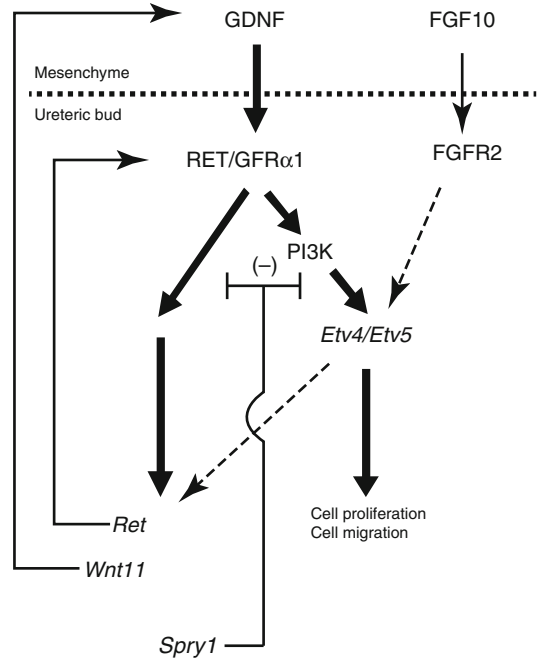 GDNF
FGF10
Mesenchyme
Ureteric bud
RET/GFRα1
FGFR2
PI3K
(–)
Etv4/Etv5
Cell proliferation
Cell migration
Ret
Wnt11
Spry1